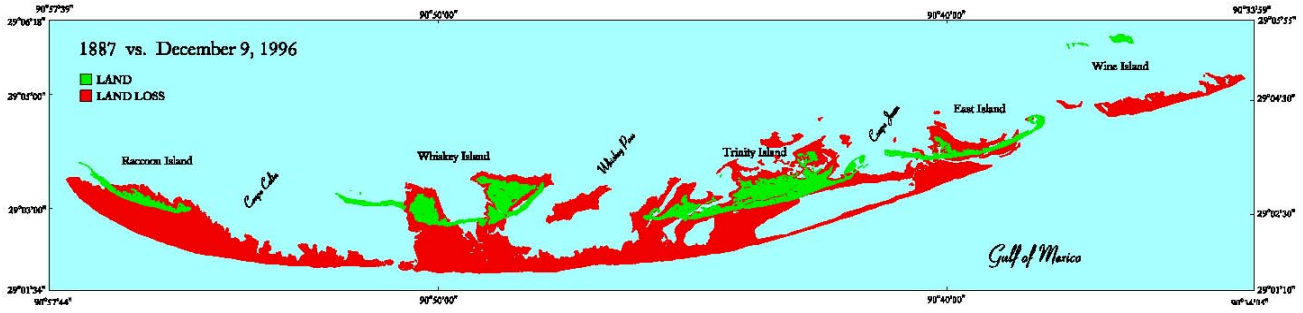 90°57'39"
90°50'00"
90°40'00"
90°33'59"
29°06'18"
29°05'55"
1887 vs. December 9, 1996
LAND
LAND LOSS
Wine Island
29°05'00"
29°04'30"
East Island
Trinity Island
Raccoon Island
Whiskey Island
Whiskey Pass
29°03'00"
29°02'30"
Gulf of Mexico
29°01'34"
29°01'10"
90°57'44"
90°50'00"
90°40'00"